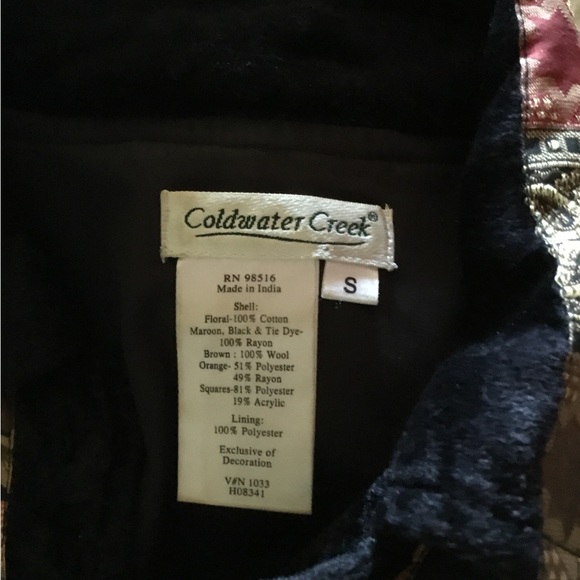 Coldwater Creek®
S
RN 98516
Made in India
Shell:
Floral-100% Cotton
Maroon, Black & Tie Dye-
100% Rayon
Brown : 100% Wool
Orange- 51% Polyester
49% Rayon
Squares-81% Polyester
19% Acrylic
Lining:
100% Polyester
Exclusive of
Decoration
V#N 1033
H08341